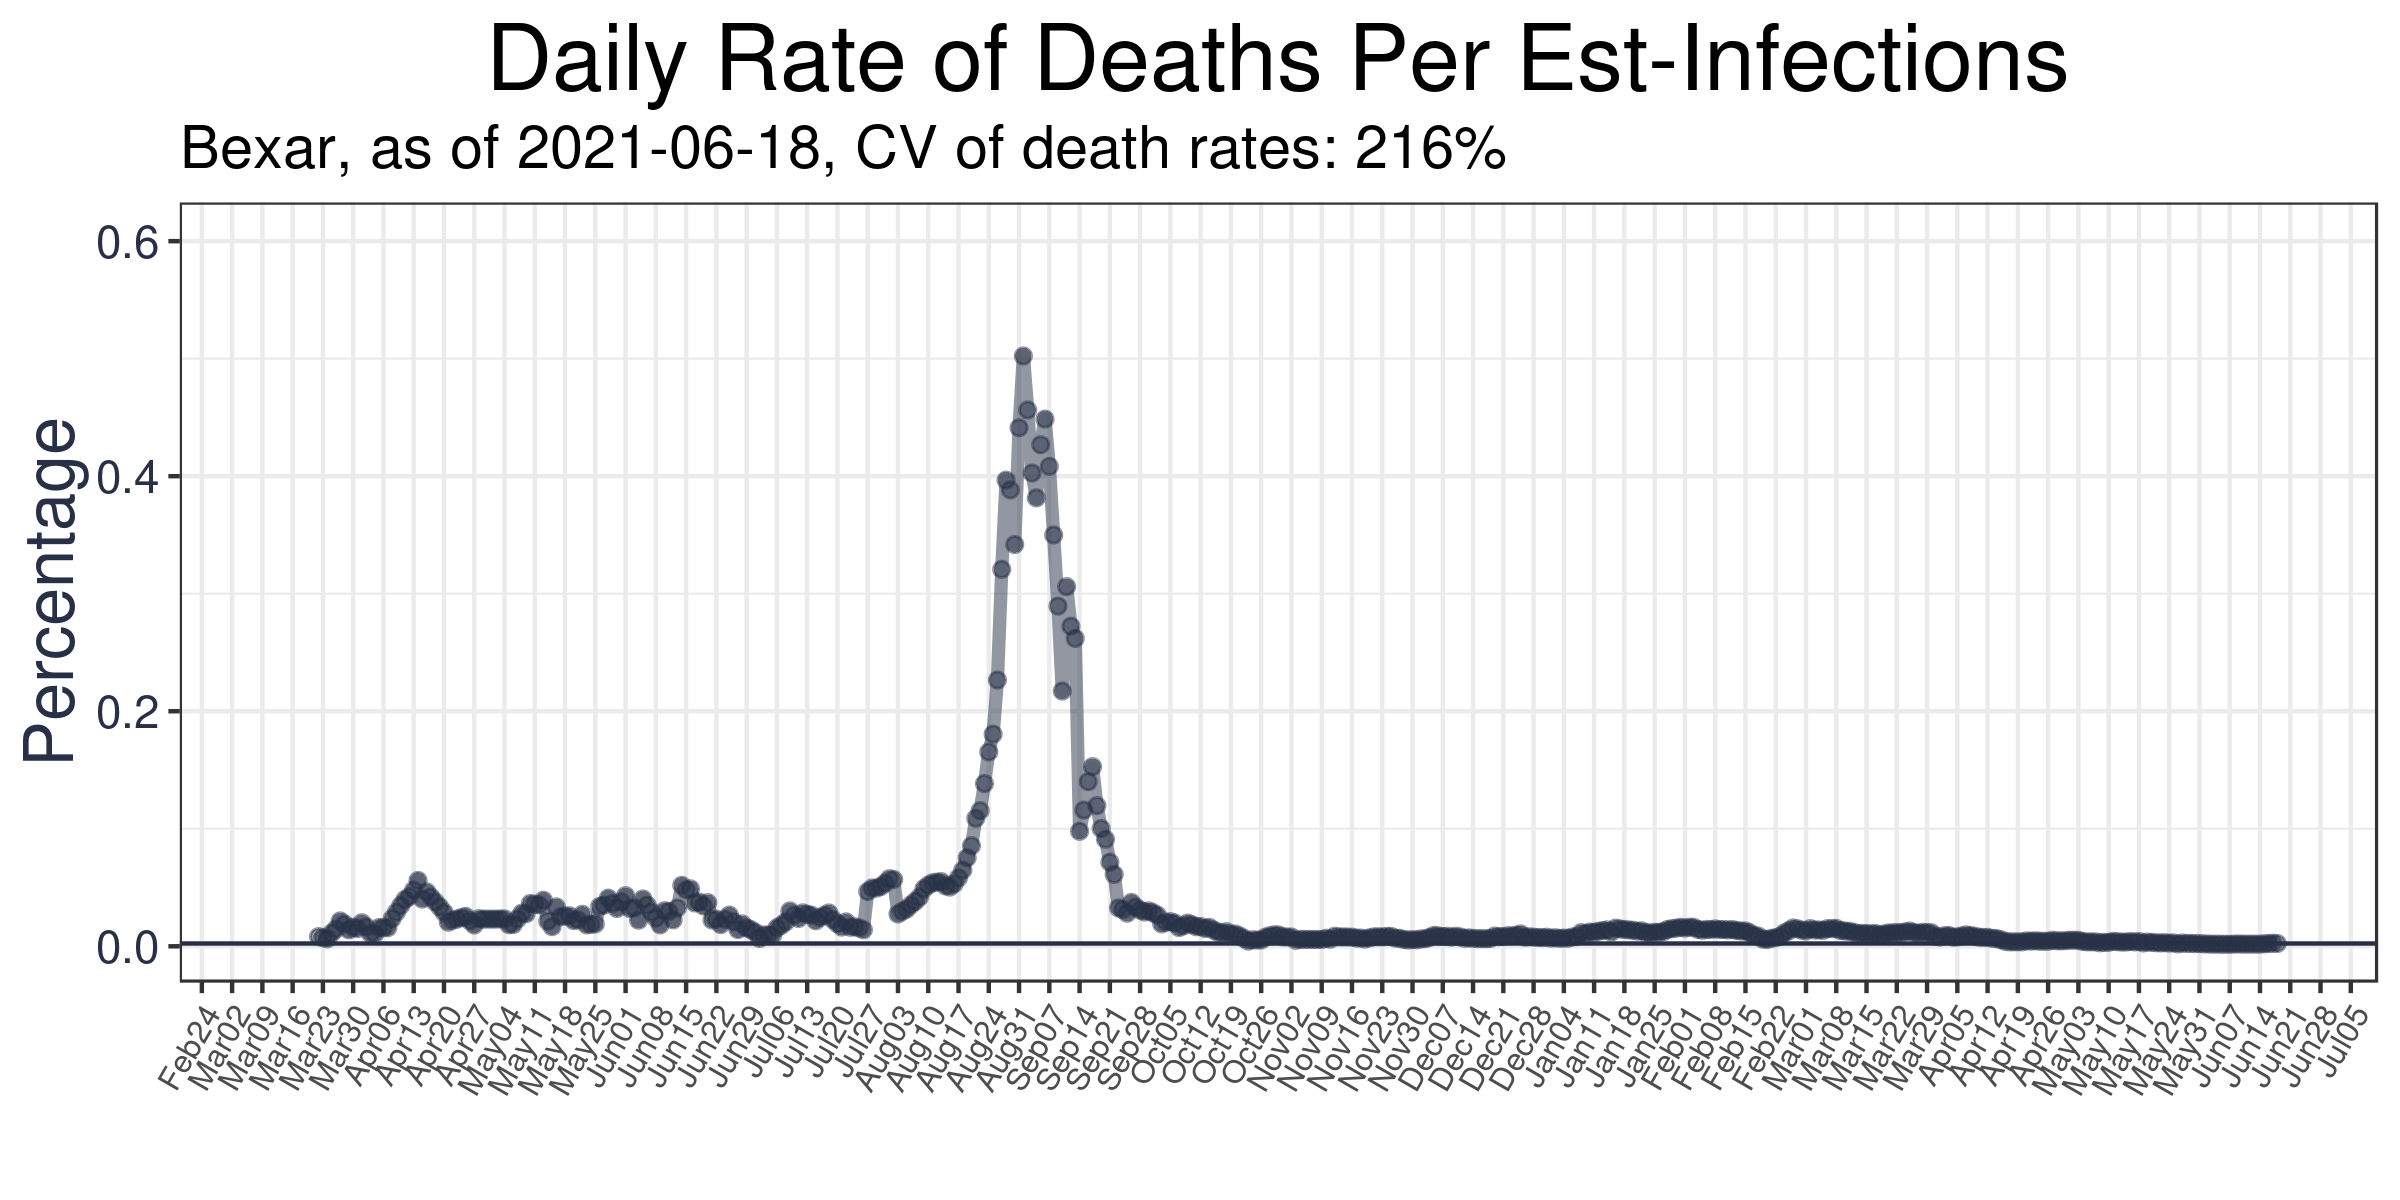 Daily Rate of Deaths Per Est-Infections
Bexar, as of 2021-06-18, CV of death rates: 216%
Percentage
0.6
0.4
0.2
0.0
Feb24
Mar02
Mar09
Mar16
Mar23
Mar30
Apr06
Apr13
Apr20
Apr27
May04
May11
May18
May25
Jun01
Jun08
Jun15
Jun22
Jun29
Jul06
Jul13
Jul20
Jul27
Aug03
Aug10
Aug17
Aug24
Aug31
Sep07
Sep14
Sep21
Sep28
Oct05
Oct12
Oct19
Oct26
Nov02
Nov09
Nov16
Nov23
Nov30
Dec07
Dec14
Dec21
Dec28
Jan04
Jan11
Jan18
Jan25
Feb01
Feb08
Feb15
Feb22
Mar01
Mar08
Mar15
Mar22
Mar29
Apr05
Apr12
Apr19
Apr26
May03
May10
May17
May24
May31
Jun07
Jun14
Jun21
Jun28
Jul05